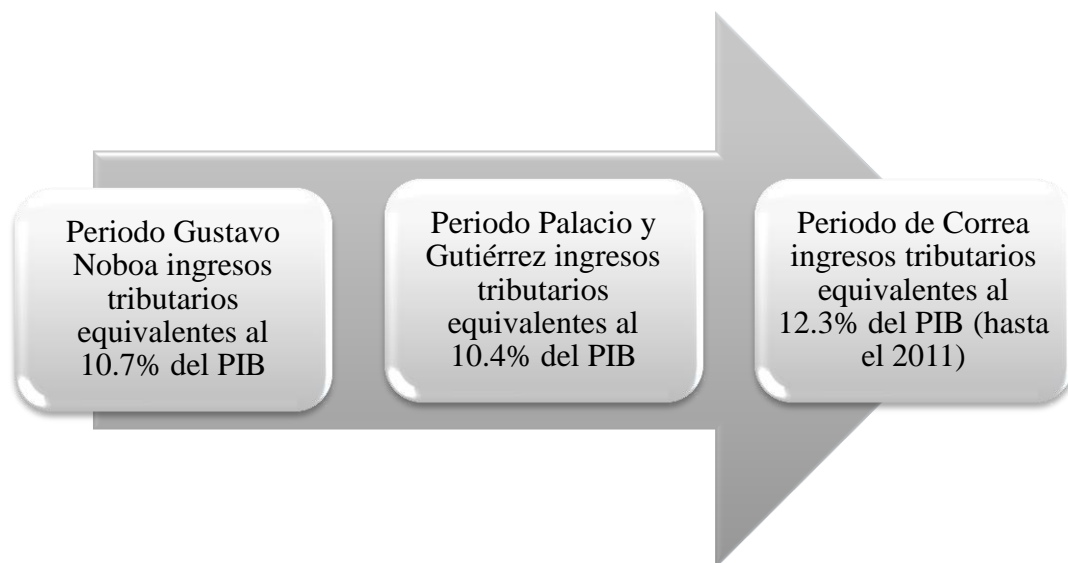 Periodo Gustavo
Noboa ingresos
tributarios
equivalentes al
10.7% del PIB
Periodo Palacio y
Gutiérrez ingresos
tributarios
equivalentes al
10.4% del PIB
Periodo de Correa
ingresos tributarios
equivalentes al
12.3% del PIB (hasta
el 2011)